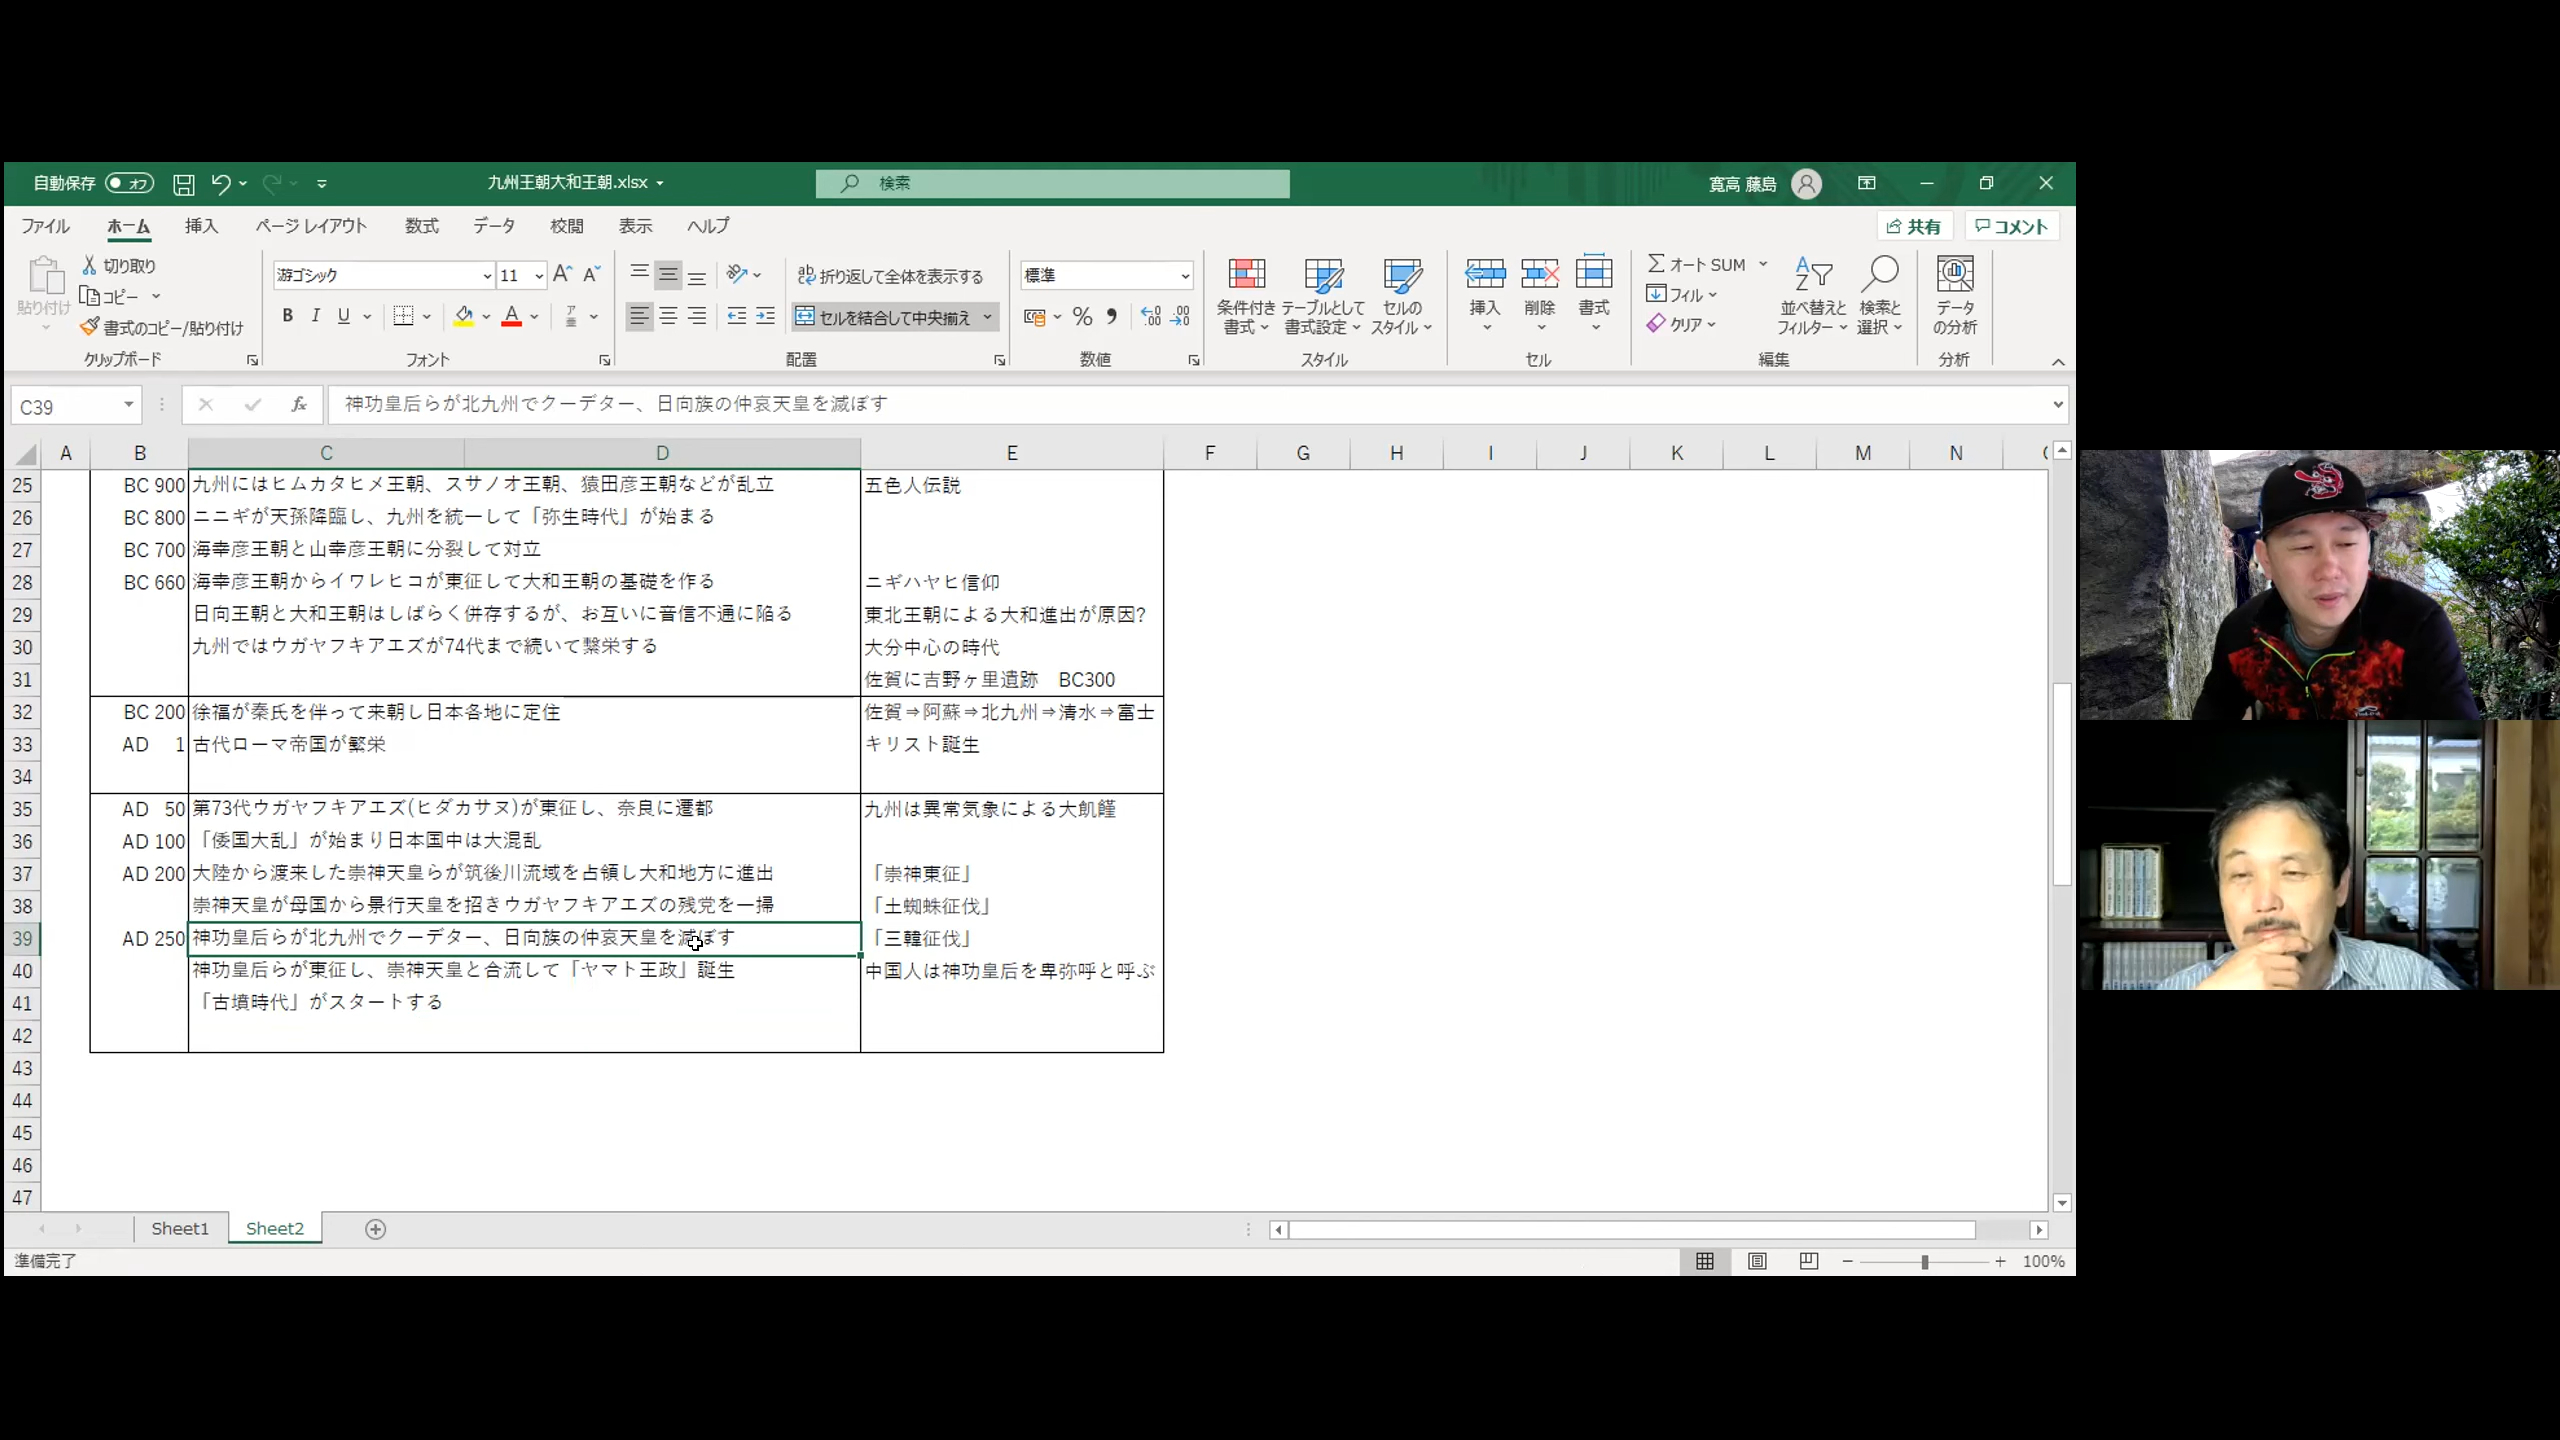 自動保存 オフ 九州王朝大和王朝.xlsx 検索 寛高 藤島
ファイル ホーム 挿入 ページ レイアウト 数式 データ 校閲 表示 ヘルプ 共有 コメント
貼り付け 切り取り コピー 書式のコピー/貼り付け
クリップボード
游ゴシック 11
B I U
フォント
折り返して全体を表示する
セルを結合して中央揃え
配置
標準
数値
条件付き書式 テーブルとして書式設定 セルのスタイル
スタイル
挿入 削除 書式
セル
オート SUM
フィル
クリア
並べ替えとフィルター 検索と選択
編集
データの分析
分析
C39 fx 神功皇后らが北九州でクーデター、日向族の仲哀天皇を滅ぼす
A B C D E F G H I J K L M N
25 BC 900 九州にはヒムカタヒメ王朝、スサノオ王朝、猿田彦王朝などが乱立 五色人伝説
26 BC 800 ニニギが天孫降臨し、九州を統一して「弥生時代」が始まる
27 BC 700 海幸彦王朝と山幸彦王朝に分裂して対立
28 BC 660 海幸彦王朝からイワレヒコが東征して大和王朝の基礎を作る ニギハヤヒ信仰
29 日向王朝と大和王朝はしばらく併存するが、お互いに音信不通に陥る 東北王朝による大和進出が原因?
30 九州ではウガヤフキアエズが74代まで続いて繁栄する 大分中心の時代
31 佐賀に吉野ヶ里遺跡 BC300
32 BC 200 徐福が秦氏を伴って来朝し日本各地に定住 佐賀⇒阿蘇⇒北九州⇒清水⇒富士
33 AD 1 古代ローマ帝国が繁栄 キリスト誕生
34
35 AD 50 第73代ウガヤフキアエズ(ヒダカサヌ)が東征し、奈良に遷都 九州は異常気象による大飢饉
36 AD 100 「倭国大乱」が始まり日本国中は大混乱
37 AD 200 大陸から渡来した崇神天皇らが筑後川流域を占領し大和地方に進出 「崇神東征」
38 崇神天皇が母国から景行天皇を招きウガヤフキアエズの残党を一掃 「土蜘蛛征伐」
39 AD 250 神功皇后らが北九州でクーデター、日向族の仲哀天皇を滅ぼす 「三韓征伐」
40 神功皇后らが東征し、崇神天皇と合流して「ヤマト王政」誕生 中国人は神功皇后を卑弥呼と呼ぶ
41 「古墳時代」がスタートする
42
43
44
45
46
47
Sheet1 Sheet2
準備完了 100%